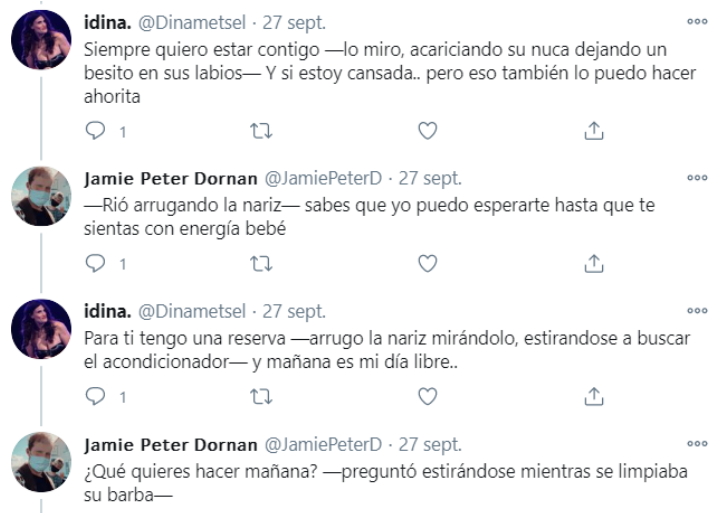 idina. @Dinametsel · 27 sept.
Siempre quiero estar contigo —lo miro, acariciando su nuca dejando un
besito en sus labios— Y si estoy cansada.. pero eso también lo puedo hacer
ahorita
1
Jamie Peter Dornan @JamiePeterD · 27 sept.
—Rió arrugando la nariz— sabes que yo puedo esperarte hasta que te
sientas con energía bebé
1
idina. @Dinametsel · 27 sept.
Para ti tengo una reserva —arrugo la nariz mirándolo, estirandose a buscar
el acondicionador— y mañana es mi día libre..
1
Jamie Peter Dornan @JamiePeterD · 27 sept.
¿Qué quieres hacer mañana? —preguntó estirándose mientras se limpiaba
su barba—